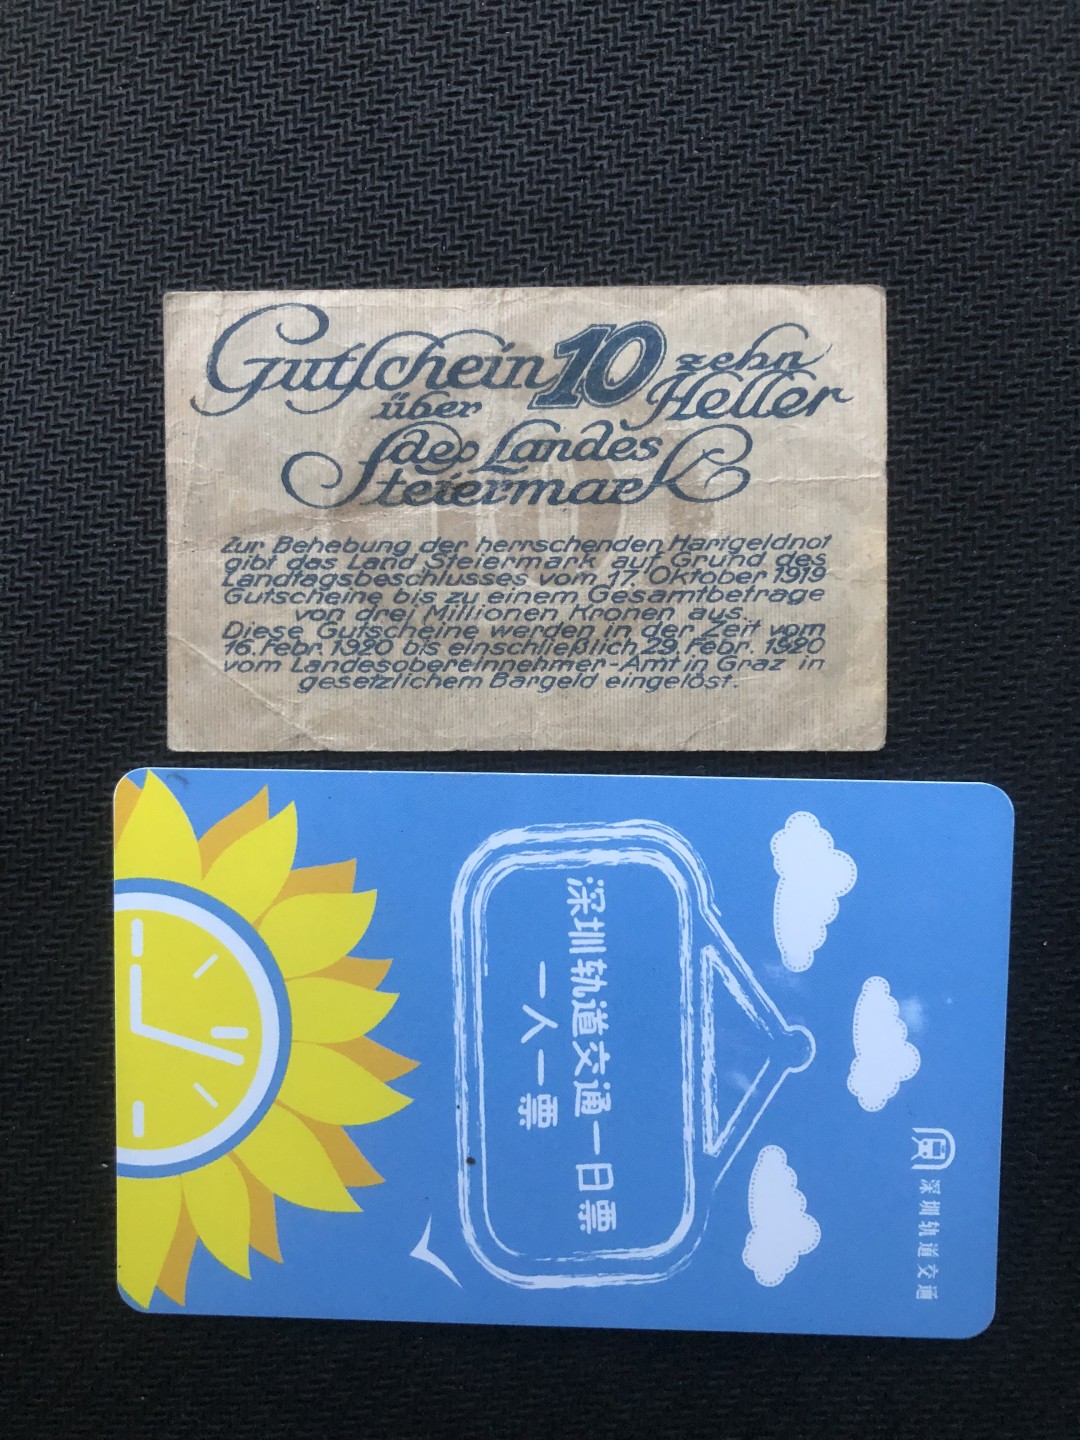 Gutschein 10 zehn
über Heller
des Landes
Steiermark
Zur Behebung der herrschenden Hartgeldnot
gibt das Land Steiermark auf Grund des
Landtagsbeschlusses vom 17. Oktober 1919
Gutscheine bis zu einem Gesamtbetrage
von drei Millionen Kronen aus.
Diese Gutscheine werden in der Zeit vom
16. Febr. 1920 bis einschließlich 29. Febr. 1920
vom Landesobereinnehmer-Amt in Graz in
gesetzlichem Bargeld eingelöst.
深圳轨道交通
深圳轨道交通一日票
一人一票